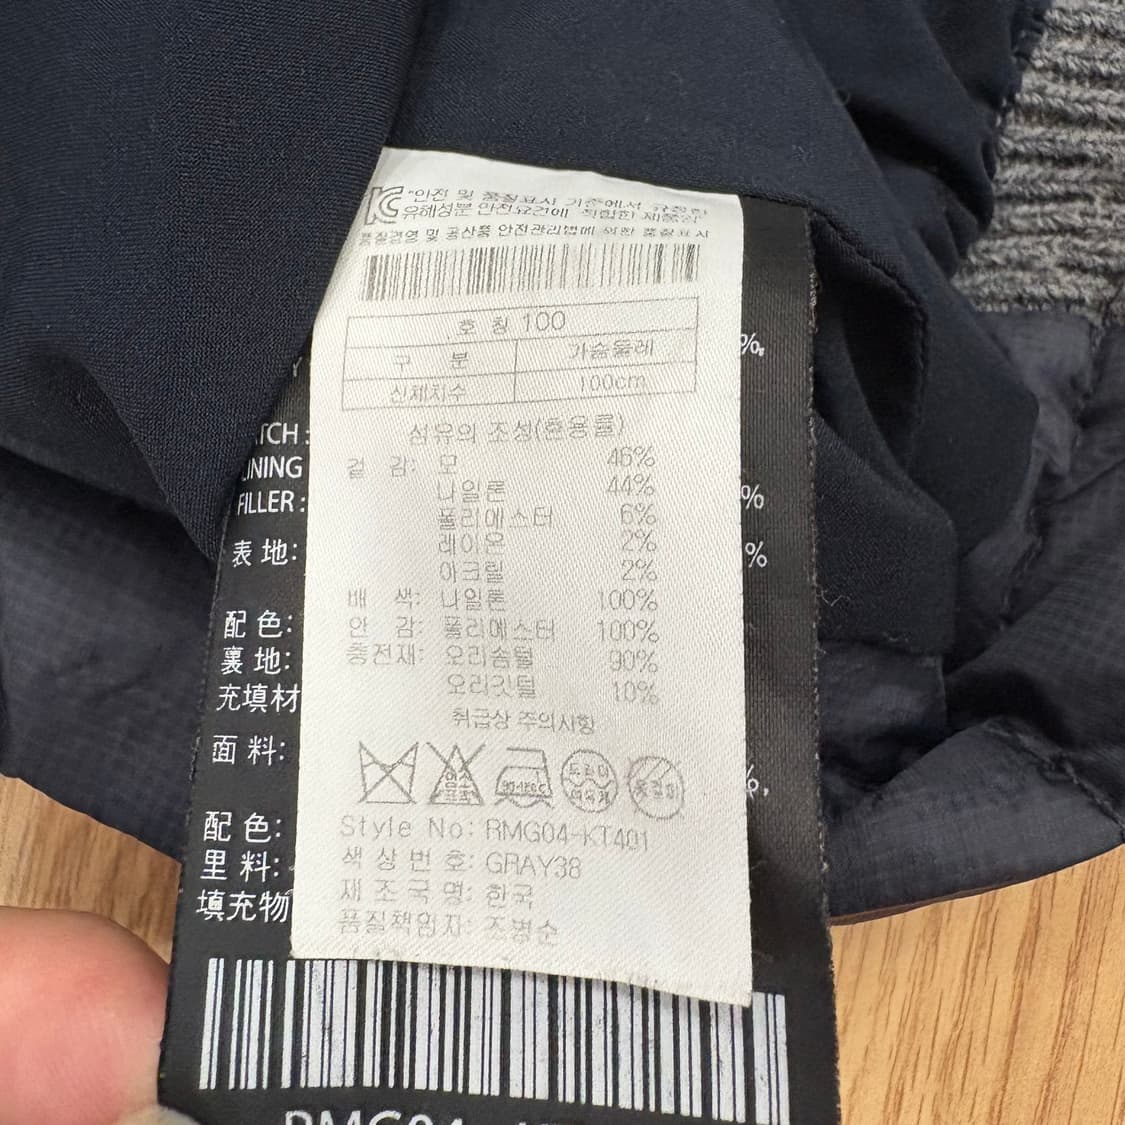 KC "안전 및 품질표시 기준에서 규정한
유해성분 안전요건에 적합한 제품임"
품질경영 및 공산품 안전관리법에 의한 품질표시
호 칭 100
구 분 가슴둘레
신체치수 100cm
섬유의 조성(혼용률)
겉 감: 모 46%
나일론 44%
폴리에스터 6%
레이온 2%
아크릴 2%
배 색: 나일론 100%
안 감: 폴리에스터 100%
충전재: 오리솜털 90%
오리깃털 10%
취급상 주의사항
드라이
Style No: RMG04-KT401
색 상 번 호: GRAY38
제 조 국 명: 한국
품질책임자: 조병순
%,
TCH :
LINING
FILLER : %
表 地: %
配 色:
裏 地:
充填材
面 料:
%,
配 色:
里 料:
填充物
RMG04